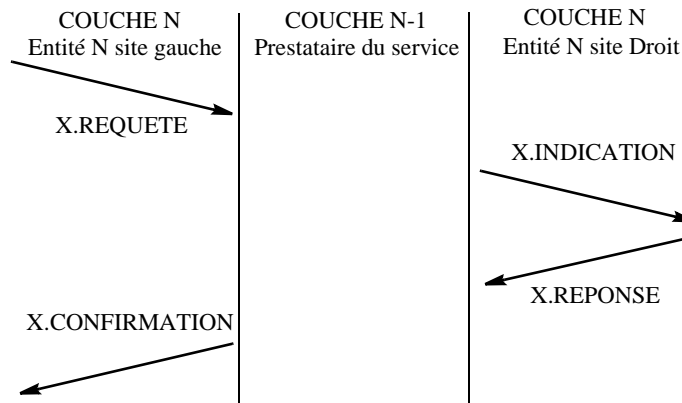 COUCHE N
Entité N site gauche
COUCHE N-1
Prestataire du service
COUCHE N
Entité N site Droit
X.REQUETE
X.INDICATION
X.REPONSE
X.CONFIRMATION